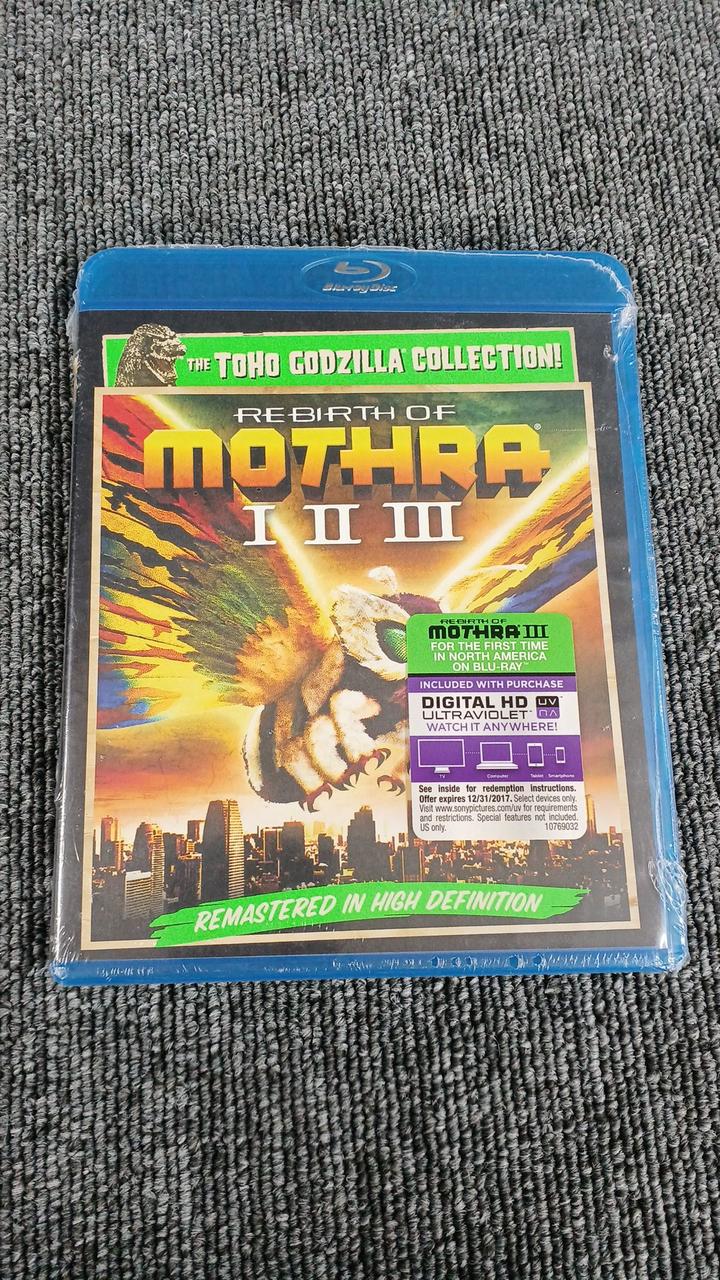 Blu-ray Disc
THE TOHO GODZILLA COLLECTION!
REBIRTH OF
MOTHRA®
I II III
REBIRTH OF
MOTHRA III
FOR THE FIRST TIME
IN NORTH AMERICA
ON BLU-RAY™
INCLUDED WITH PURCHASE
DIGITAL HD UV
ULTRAVIOLET™
WATCH IT ANYWHERE!
TV Computer Tablet Smartphone
See inside for redemption instructions.
Offer expires 12/31/2017. Select devices only.
Visit www.sonypictures.com/uv for requirements
and restrictions. Special features not included.
US only. 10769032
REMASTERED IN HIGH DEFINITION